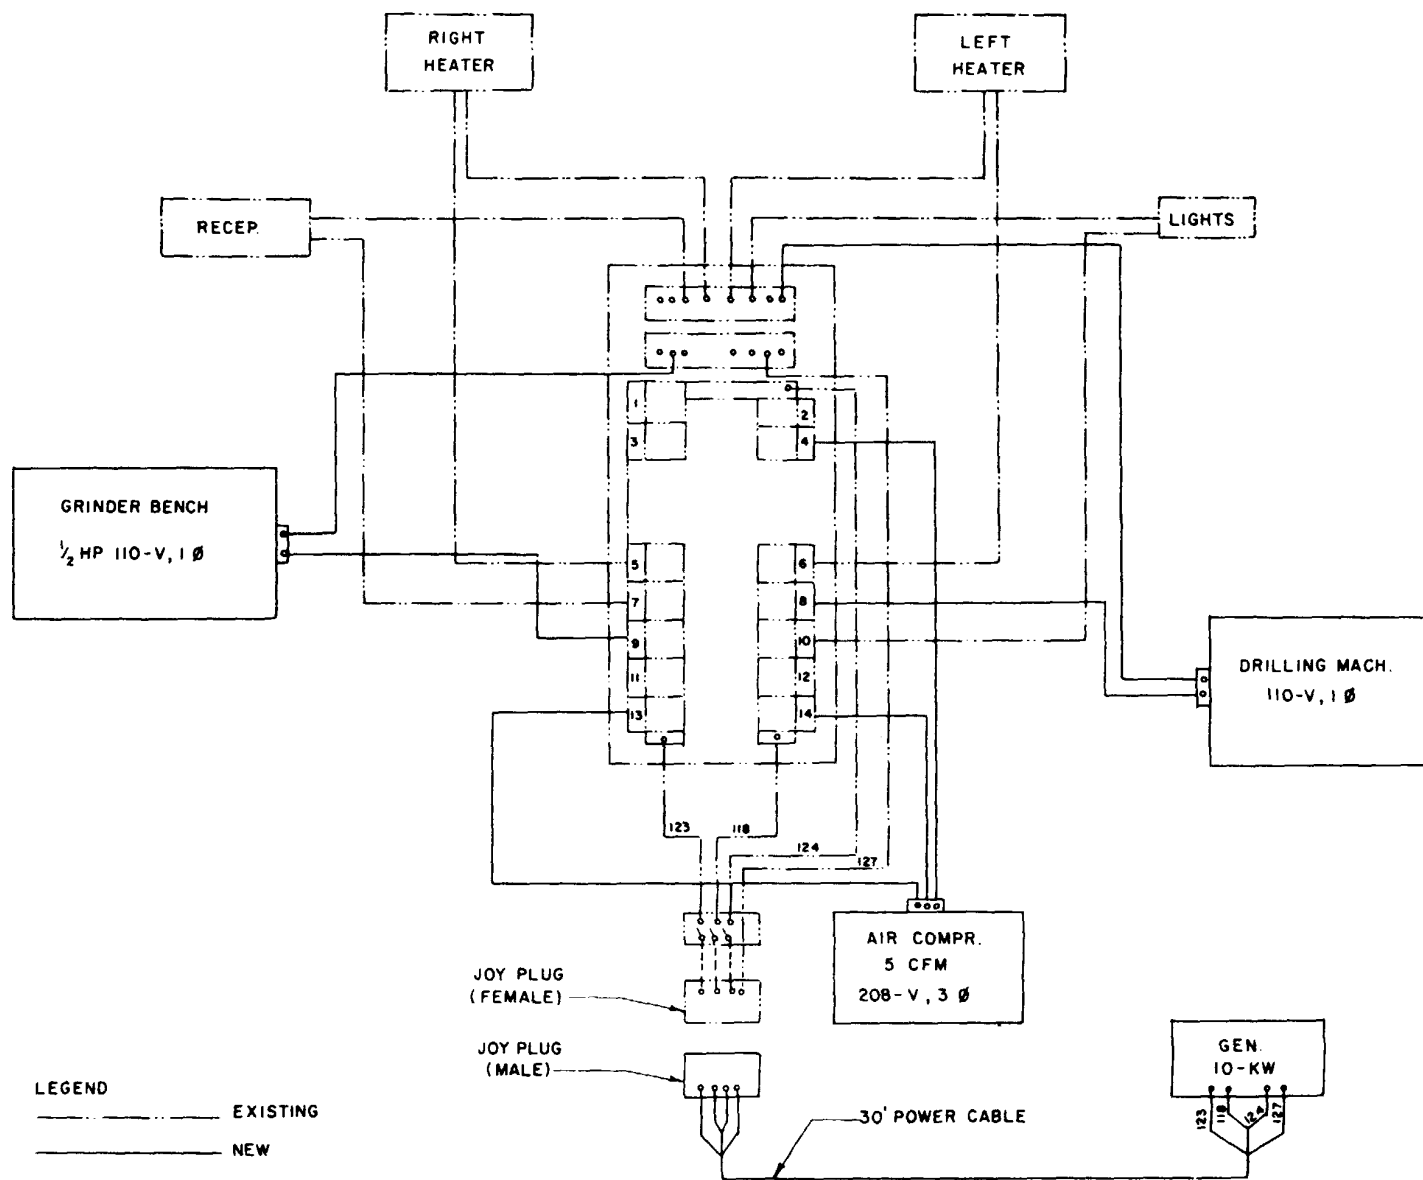 RIGHT
HEATER
LEFT
HEATER
RECEP.
LIGHTS
1
2
3
4
GRINDER BENCH
½ HP 110-V, 1 Ø
5
6
7
8
9
10
11
12
13
14
DRILLING MACH.
110-V, 1 Ø
123
118
124
127
AIR COMPR.
5 CFM
208-V, 3 Ø
JOY PLUG
(FEMALE)
JOY PLUG
(MALE)
GEN.
10-KW
123
118
124
127
30' POWER CABLE
LEGEND
EXISTING
NEW